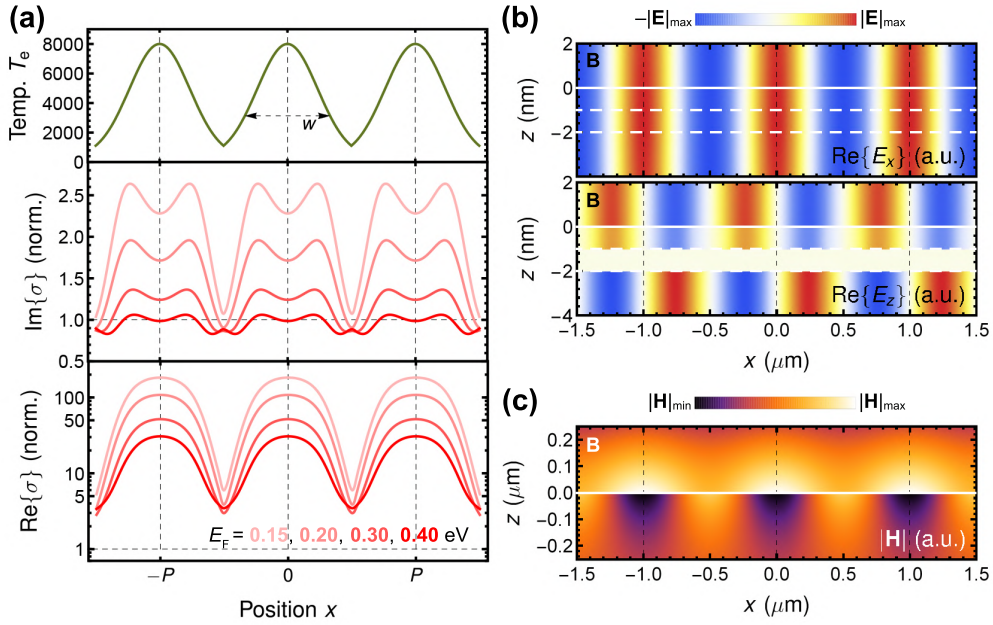 (a)
Temp. Tₑ
8000
6000
4000
2000
0
w
Im{σ} (norm.)
2.5
2.0
1.5
1.0
0.5
Re{σ} (norm.)
100
50
10
5
1
E_F = 0.15, 0.20, 0.30, 0.40 eV
−P 0 P
Position x
(b)
−|E|max |E|max
B
z (nm)
2
0
−2
Re{Eₓ} (a.u.)
B
z (nm)
2
0
−2
−4
Re{E_z} (a.u.)
−1.5 −1.0 −0.5 0.0 0.5 1.0 1.5
x (μm)
(c)
|H|min |H|max
B
z (μm)
0.2
0.1
0.0
−0.1
−0.2
|H| (a.u.)
−1.5 −1.0 −0.5 0.0 0.5 1.0 1.5
x (μm)